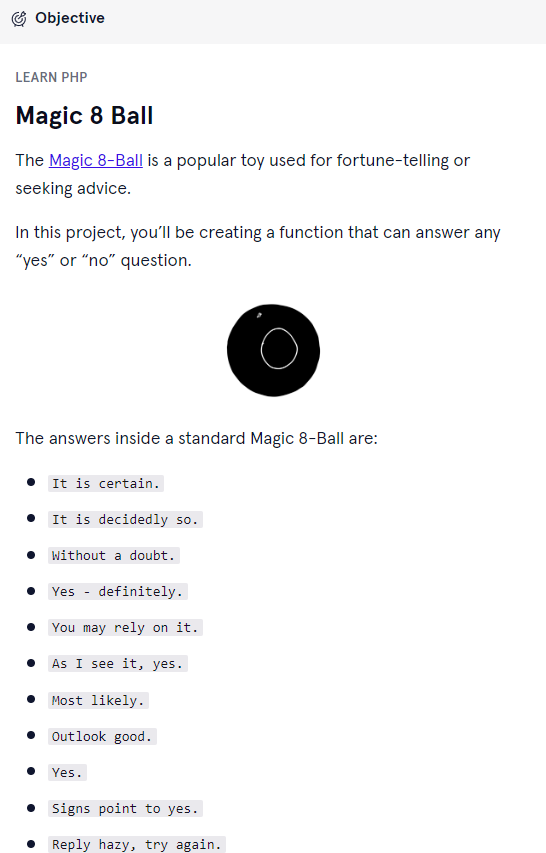 Objective
LEARN PHP
Magic 8 Ball
The Magic 8-Ball is a popular toy used for fortune-telling or
seeking advice.
In this project, you’ll be creating a function that can answer any
“yes” or “no” question.
The answers inside a standard Magic 8-Ball are:
It is certain.
It is decidedly so.
Without a doubt.
Yes - definitely.
You may rely on it.
As I see it, yes.
Most likely.
Outlook good.
Yes.
Signs point to yes.
Reply hazy, try again.